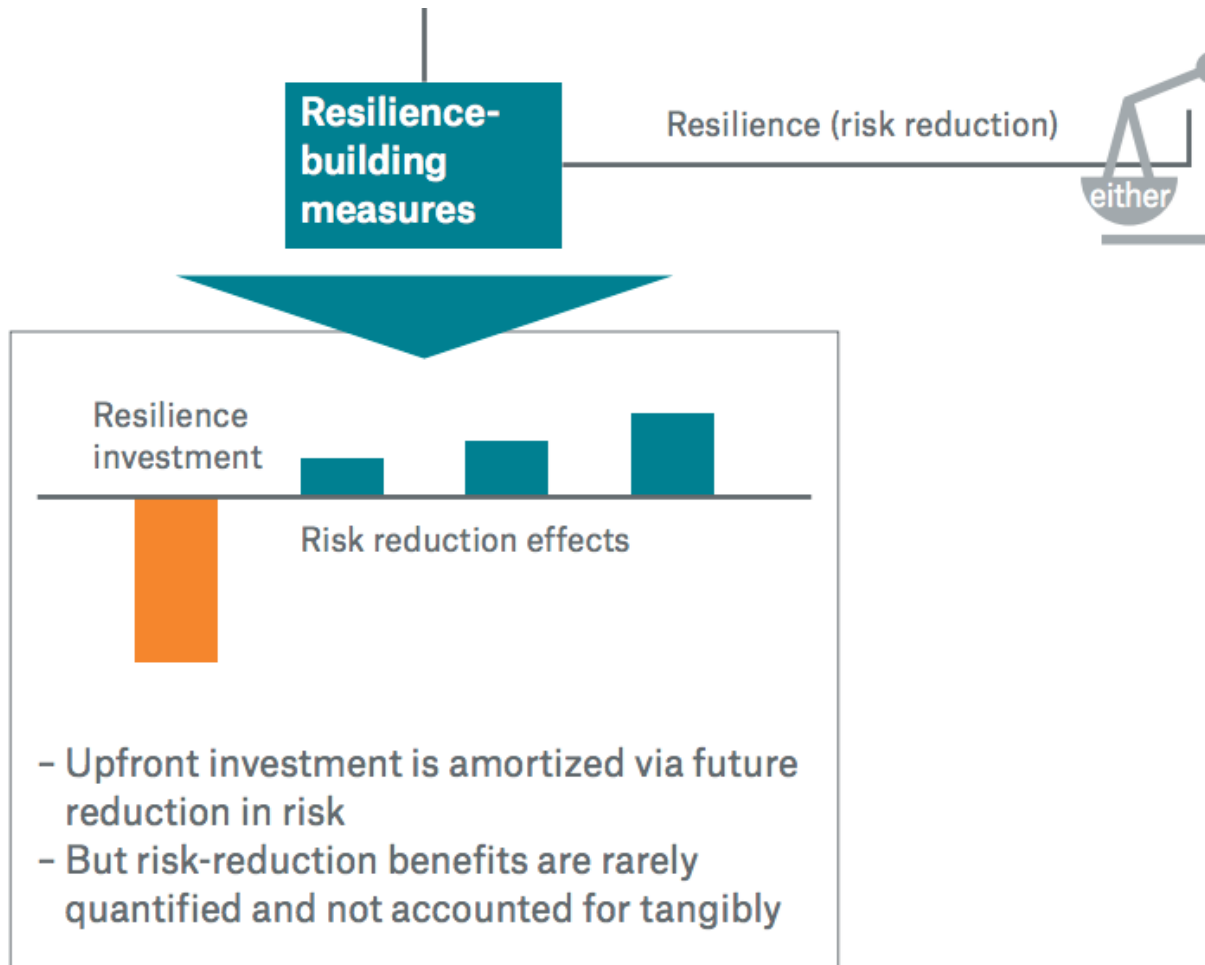 Resilience-
building
measures
Resilience (risk reduction)
either
Resilience
investment
Risk reduction effects
– Upfront investment is amortized via future
reduction in risk
– But risk-reduction benefits are rarely
quantified and not accounted for tangibly